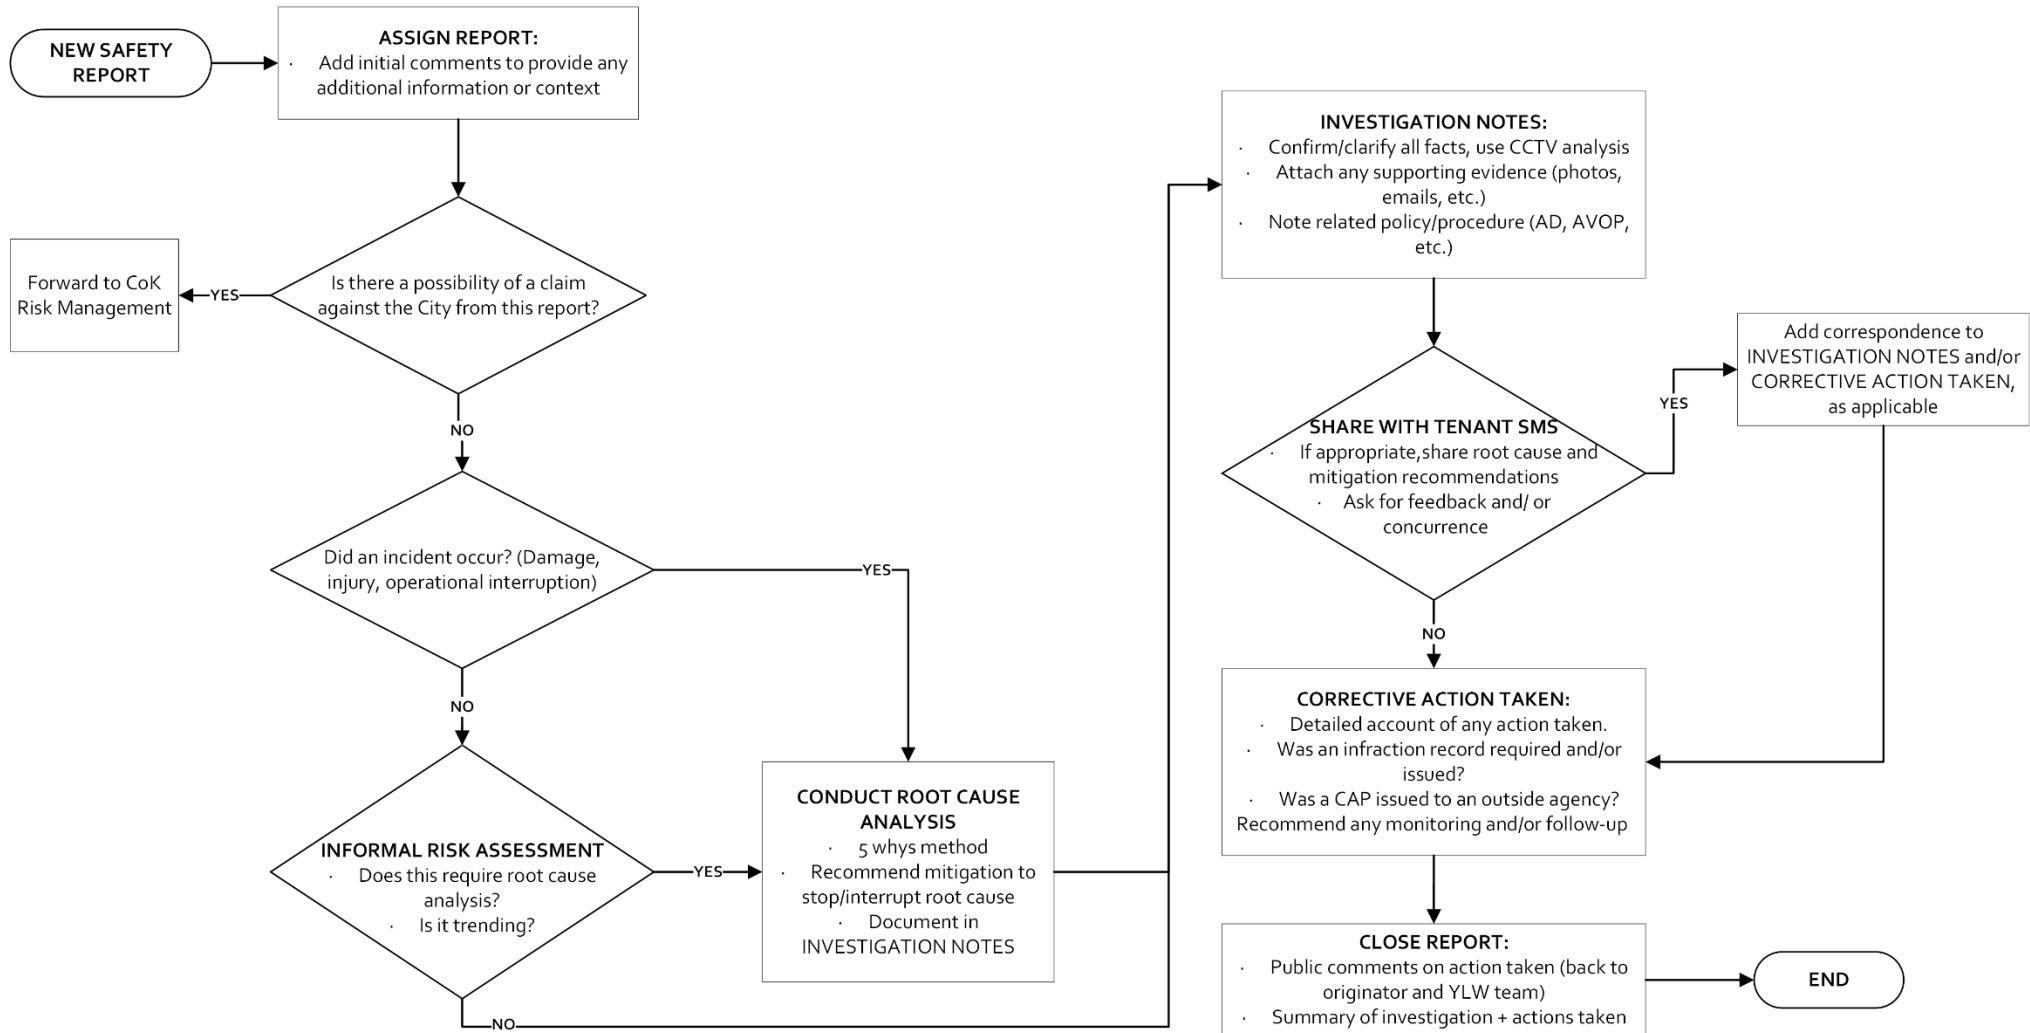 NEW SAFETY
REPORT
ASSIGN REPORT:
· Add initial comments to provide any
additional information or context
Is there a possibility of a claim
against the City from this report?
YES
Forward to CoK
Risk Management
NO
Did an incident occur? (Damage,
injury, operational interruption)
YES
NO
INFORMAL RISK ASSESSMENT
· Does this require root cause
analysis?
· Is it trending?
YES
NO
CONDUCT ROOT CAUSE
ANALYSIS
· 5 whys method
· Recommend mitigation to
stop/interrupt root cause
· Document in
INVESTIGATION NOTES
INVESTIGATION NOTES:
· Confirm/clarify all facts, use CCTV analysis
· Attach any supporting evidence (photos,
emails, etc.)
· Note related policy/procedure (AD, AVOP,
etc.)
SHARE WITH TENANT SMS
· If appropriate,share root cause and
mitigation recommendations
· Ask for feedback and/ or
concurrence
YES
Add correspondence to
INVESTIGATION NOTES and/or
CORRECTIVE ACTION TAKEN,
as applicable
NO
CORRECTIVE ACTION TAKEN:
· Detailed account of any action taken.
· Was an infraction record required and/or
issued?
· Was a CAP issued to an outside agency?
Recommend any monitoring and/or follow-up
CLOSE REPORT:
· Public comments on action taken (back to
originator and YLW team)
· Summary of investigation + actions taken
END